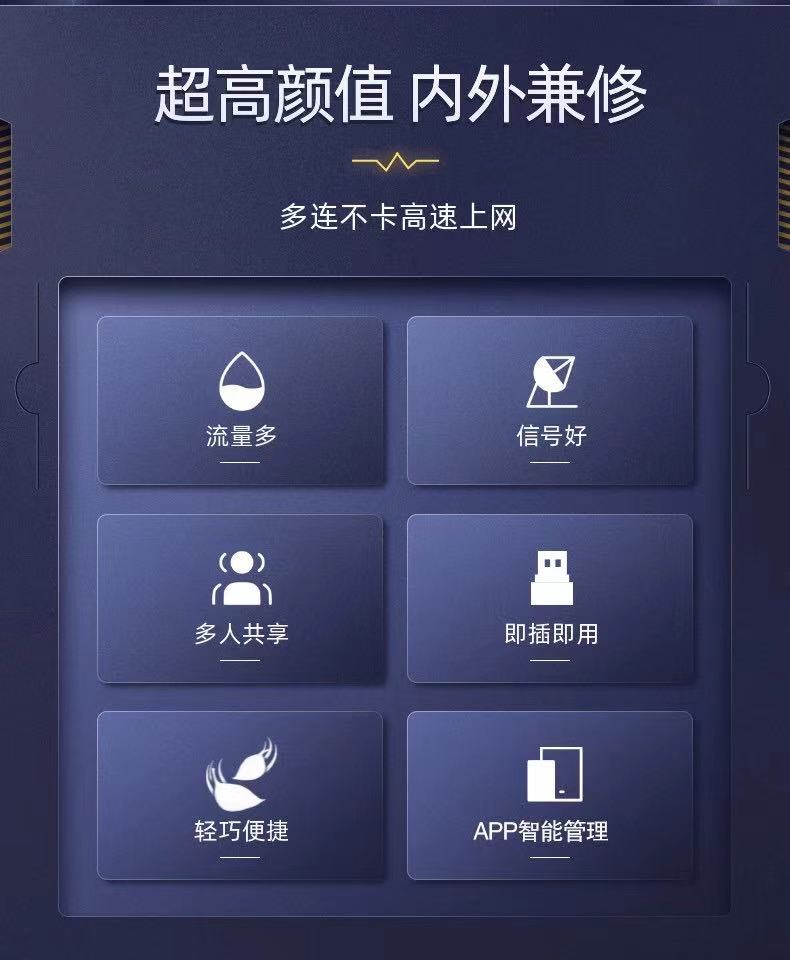 超高颜值 内外兼修
多连不卡高速上网
流量多
信号好
多人共享
即插即用
轻巧便捷
APP智能管理